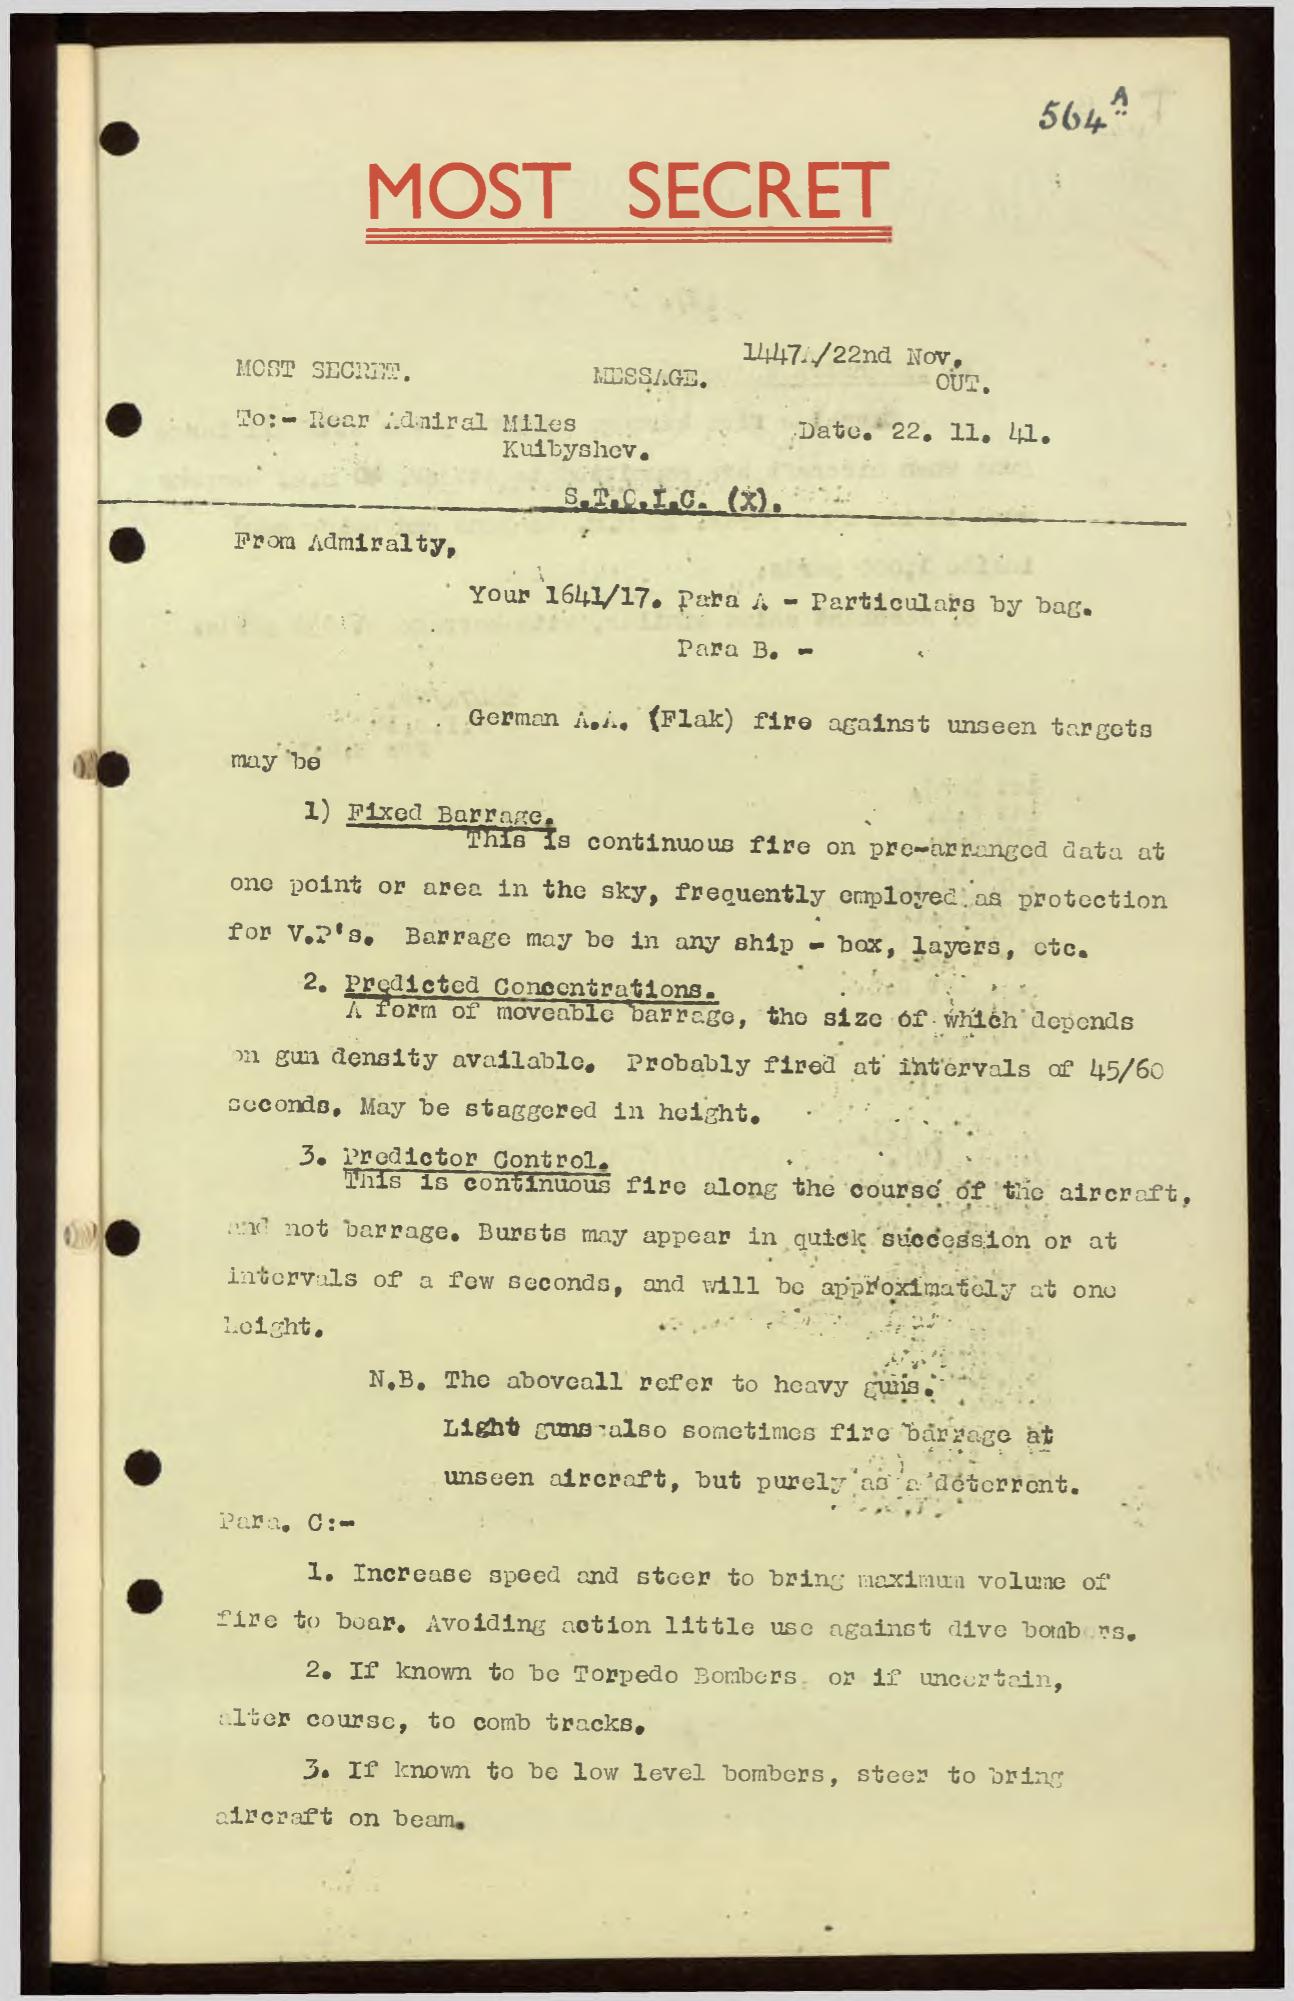 564 A
MOST SECRET
1447A/22nd Nov.
MOST SECRET. MESSAGE. OUT.
To:- Rear Admiral Miles
Kuibyshev.
Date. 22. 11. 41.
S.T.O.I.C. (X).
From Admiralty,
Your 1641/17. Para A - Particulars by bag.
Para B. -
German A.A. (Flak) fire against unseen targets
may be
1) Fixed Barrage.
This is continuous fire on pre-arranged data at
one point or area in the sky, frequently employed as protection
for V.P's. Barrage may be in any ship - box, layers, etc.
2. Predicted Concentrations.
A form of moveable barrage, the size of which depends
on gun density available. Probably fired at intervals of 45/60
seconds. May be staggered in height.
3. Predictor Control.
This is continuous fire along the course of the aircraft,
and not barrage. Bursts may appear in quick succession or at
intervals of a few seconds, and will be approximately at one
height.
N.B. The aboveall refer to heavy guns.
Light guns also sometimes fire barrage at
unseen aircraft, but purely as a deterrent.
Para. C:-
1. Increase speed and steer to bring maximum volume of
fire to bear. Avoiding action little use against dive bombers.
2. If known to be Torpedo Bombers or if uncertain,
alter course, to comb tracks.
3. If known to be low level bombers, steer to bring
aircraft on beam.